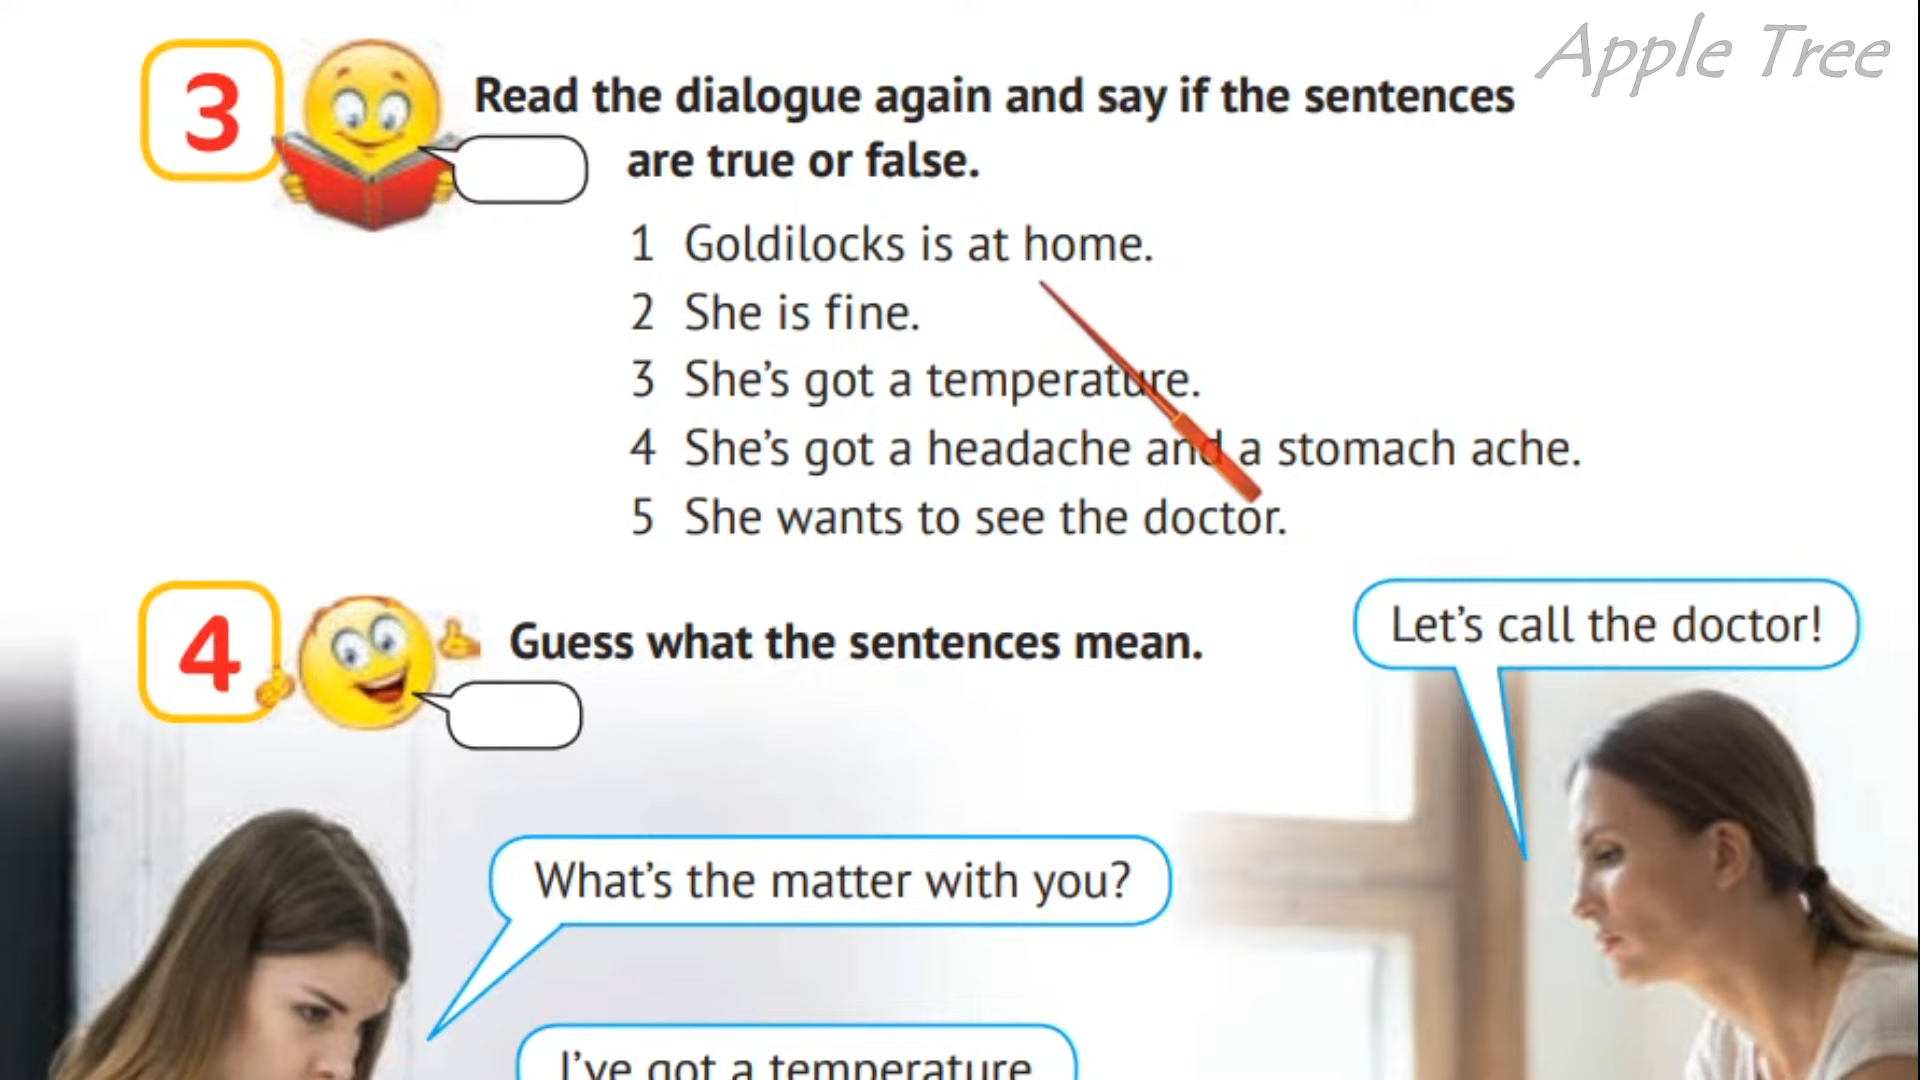 Apple Tree
3 Read the dialogue again and say if the sentences
are true or false.
1 Goldilocks is at home.
2 She is fine.
3 She's got a temperature.
4 She's got a headache and a stomach ache.
5 She wants to see the doctor.
4 Guess what the sentences mean.
Let's call the doctor!
What's the matter with you?
I've got a temperature